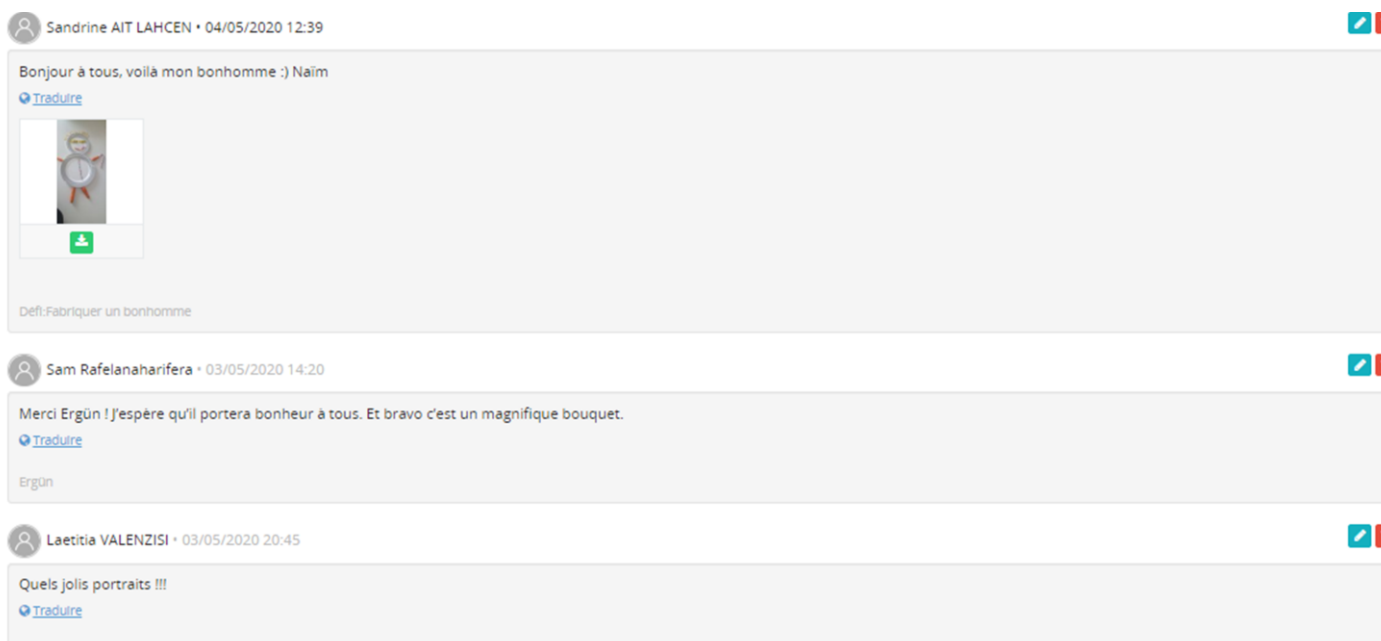 Sandrine AIT LAHCEN • 04/05/2020 12:39
Bonjour à tous, voilà mon bonhomme :) Naïm
Traduire
Défi:Fabriquer un bonhomme
Sam Rafelanaharifera • 03/05/2020 14:20
Merci Ergün ! J'espère qu'il portera bonheur à tous. Et bravo c'est un magnifique bouquet.
Traduire
Ergün
Laetitia VALENZISI • 03/05/2020 20:45
Quels jolis portraits !!!
Traduire